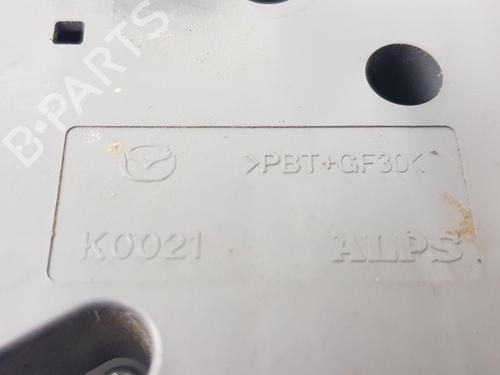 B-PARTS
>PBT+GF30<
K0021
ALPS